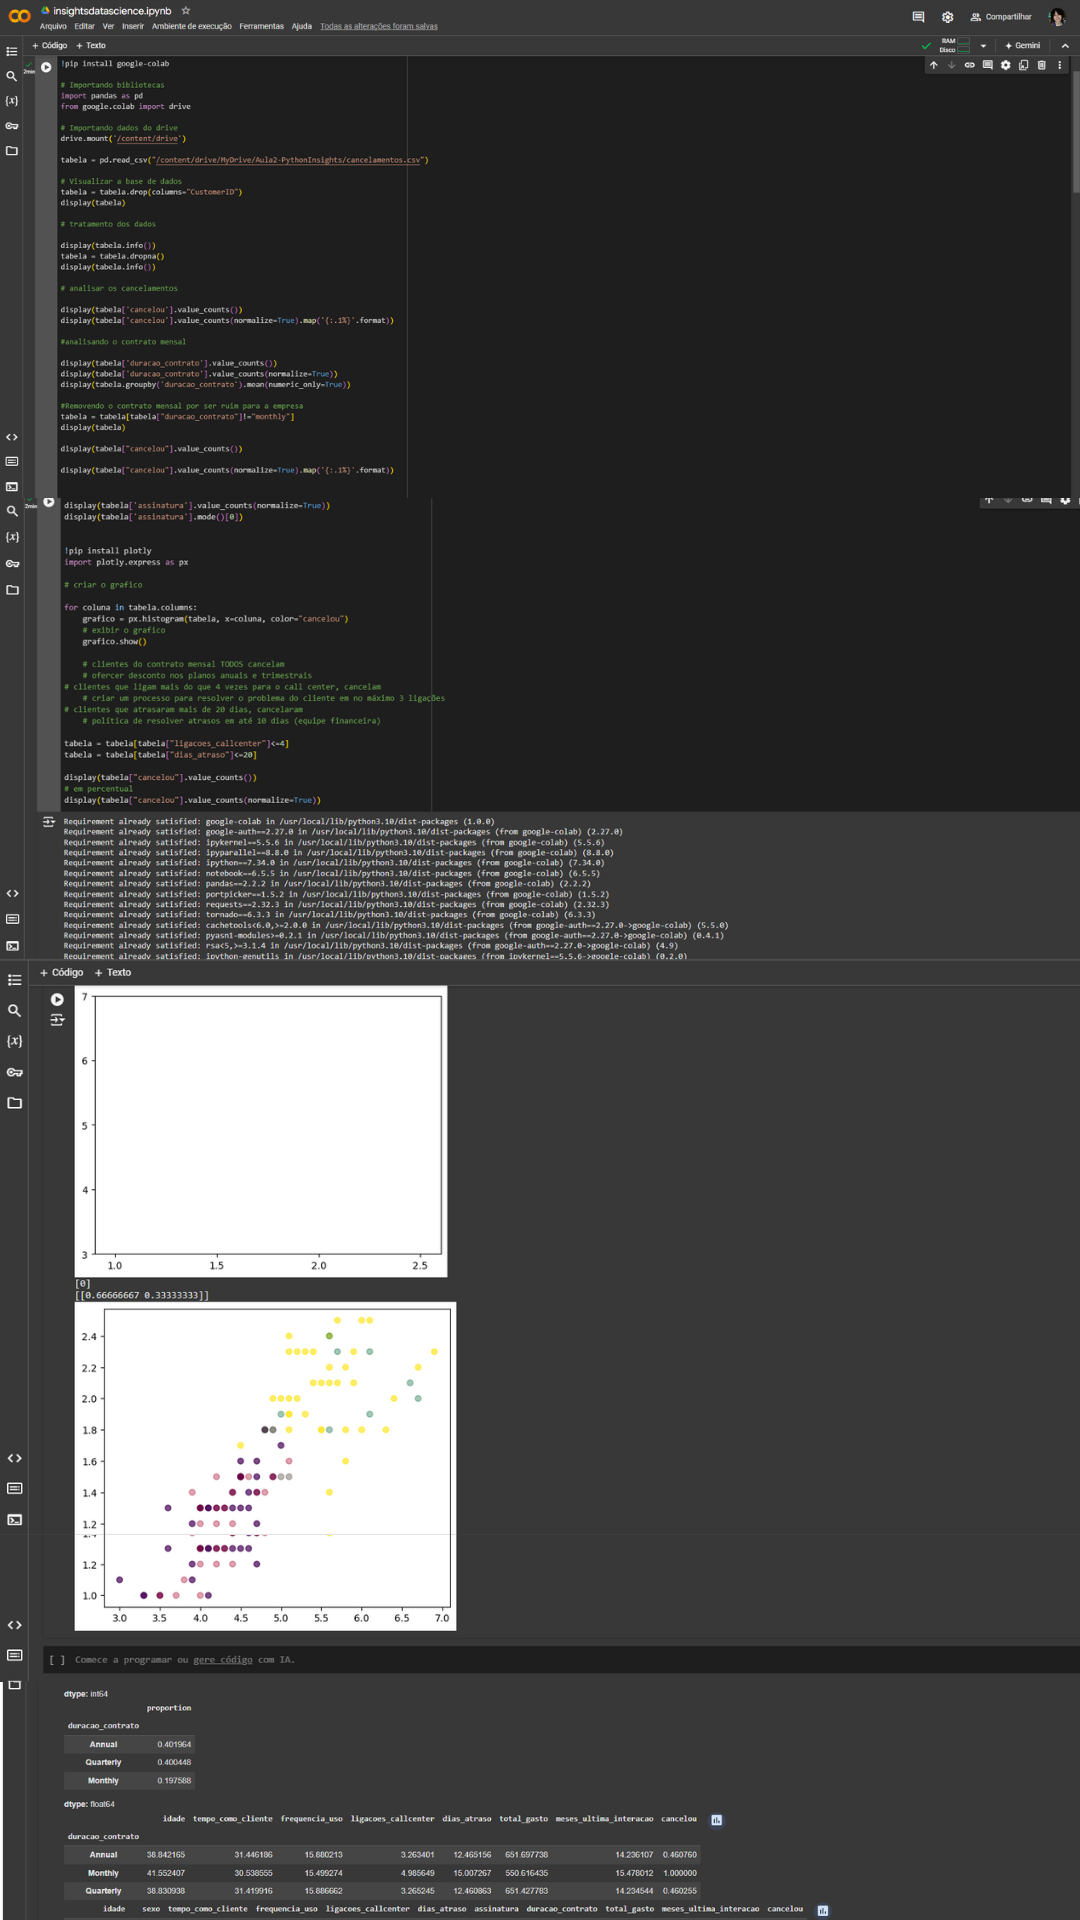 insightsdatascience.ipynb
Arquivo Editar Ver Inserir Ambiente de execução Ferramentas Ajuda Todas as alterações foram salvas
Compartilhar
+ Código + Texto
RAM
Disco
Gemini
2min
!pip install google-colab
# Importando bibliotecas
import pandas as pd
from google.colab import drive
# Importando dados do drive
drive.mount('/content/drive')
tabela = pd.read_csv("/content/drive/MyDrive/Aula2-PythonInsights/cancelamentos.csv")
# Visualizar a base de dados
tabela = tabela.drop(columns="CustomerID")
display(tabela)
# tratamento dos dados
display(tabela.info())
tabela = tabela.dropna()
display(tabela.info())
# analisar os cancelamentos
display(tabela['cancelou'].value_counts())
display(tabela['cancelou'].value_counts(normalize=True).map('{:.1%}'.format))
#analisando o contrato mensal
display(tabela['duracao_contrato'].value_counts())
display(tabela['duracao_contrato'].value_counts(normalize=True))
display(tabela.groupby('duracao_contrato').mean(numeric_only=True))
#Removendo o contrato mensal por ser ruim para a empresa
tabela = tabela[tabela["duracao_contrato"]!="monthly"]
display(tabela)
display(tabela["cancelou"].value_counts())
display(tabela["cancelou"].value_counts(normalize=True).map('{:.1%}'.format))
2min
display(tabela['assinatura'].value_counts(normalize=True))
display(tabela['assinatura'].mode()[0])
!pip install plotly
import plotly.express as px
# criar o grafico
for coluna in tabela.columns:
grafico = px.histogram(tabela, x=coluna, color="cancelou")
# exibir o grafico
grafico.show()
# clientes do contrato mensal TODOS cancelam
# ofercer desconto nos planos anuais e trimestrais
# clientes que ligam mais do que 4 vezes para o call center, cancelam
# criar um processo para resolver o problema do cliente em no máximo 3 ligações
# clientes que atrasaram mais de 20 dias, cancelaram
# política de resolver atrasos em até 10 dias (equipe financeira)
tabela = tabela[tabela["ligacoes_callcenter"]<=4]
tabela = tabela[tabela["dias_atraso"]<=20]
display(tabela["cancelou"].value_counts())
# em percentual
display(tabela["cancelou"].value_counts(normalize=True))
Requirement already satisfied: google-colab in /usr/local/lib/python3.10/dist-packages (1.0.0)
Requirement already satisfied: google-auth==2.27.0 in /usr/local/lib/python3.10/dist-packages (from google-colab) (2.27.0)
Requirement already satisfied: ipykernel==5.5.6 in /usr/local/lib/python3.10/dist-packages (from google-colab) (5.5.6)
Requirement already satisfied: ipyparallel==8.8.0 in /usr/local/lib/python3.10/dist-packages (from google-colab) (8.8.0)
Requirement already satisfied: ipython==7.34.0 in /usr/local/lib/python3.10/dist-packages (from google-colab) (7.34.0)
Requirement already satisfied: notebook==6.5.5 in /usr/local/lib/python3.10/dist-packages (from google-colab) (6.5.5)
Requirement already satisfied: pandas==2.2.2 in /usr/local/lib/python3.10/dist-packages (from google-colab) (2.2.2)
Requirement already satisfied: portpicker==1.5.2 in /usr/local/lib/python3.10/dist-packages (from google-colab) (1.5.2)
Requirement already satisfied: requests==2.32.3 in /usr/local/lib/python3.10/dist-packages (from google-colab) (2.32.3)
Requirement already satisfied: tornado==6.3.3 in /usr/local/lib/python3.10/dist-packages (from google-colab) (6.3.3)
Requirement already satisfied: cachetools<6.0,>=2.0.0 in /usr/local/lib/python3.10/dist-packages (from google-auth==2.27.0->google-colab) (5.5.0)
Requirement already satisfied: pyasn1-modules>=0.2.1 in /usr/local/lib/python3.10/dist-packages (from google-auth==2.27.0->google-colab) (0.4.1)
Requirement already satisfied: rsa<5,>=3.1.4 in /usr/local/lib/python3.10/dist-packages (from google-auth==2.27.0->google-colab) (4.9)
Requirement already satisfied: ipython-genutils in /usr/local/lib/python3.10/dist-packages (from ipykernel==5.5.6->google-colab) (0.2.0)
+ Código + Texto
7
6
5
4
3
1.0 1.5 2.0 2.5
[0]
[[0.66666667 0.33333333]]
2.4
2.2
2.0
1.8
1.6
1.4
1.2
1.2
1.0
3.0 3.5 4.0 4.5 5.0 5.5 6.0 6.5 7.0
[ ] Comece a programar ou gere código com IA.
dtype: int64
proportion
duracao_contrato
Annual 0.401964
Quarterly 0.400448
Monthly 0.197588
dtype: float64
idade tempo_como_cliente frequencia_uso ligacoes_callcenter dias_atraso total_gasto meses_ultima_interacao cancelou
duracao_contrato
Annual 38.842165 31.446186 15.880213 3.263401 12.465156 651.697738 14.236107 0.460760
Monthly 41.552407 30.538555 15.499274 4.985649 15.007267 550.616435 15.478012 1.000000
Quarterly 38.830938 31.419916 15.886662 3.265245 12.460863 651.427783 14.234544 0.460255
idade sexo tempo_como_cliente frequencia_uso ligacoes_callcenter dias_atraso assinatura duracao_contrato total_gasto meses_ultima_interacao cancelou